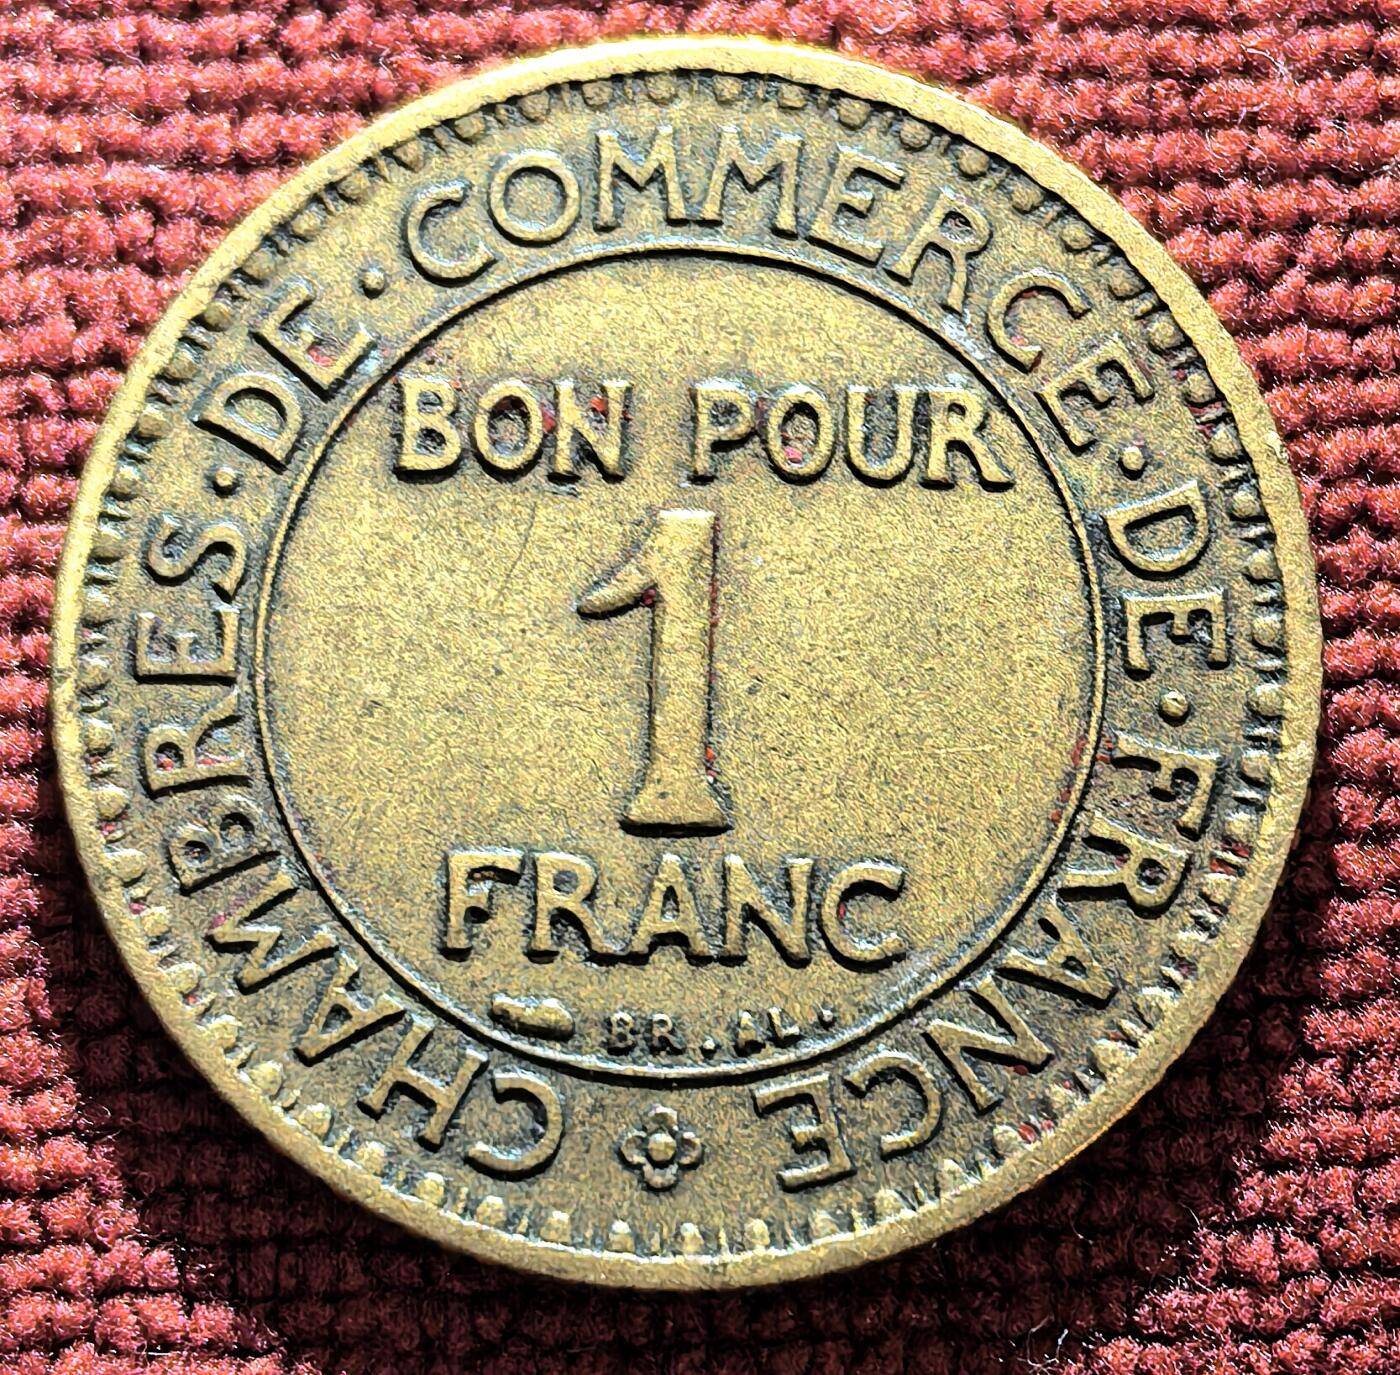 CHAMBRES · DE · COMMERCE · DE · FRANCE
BON POUR
1
FRANC
BR . AL.